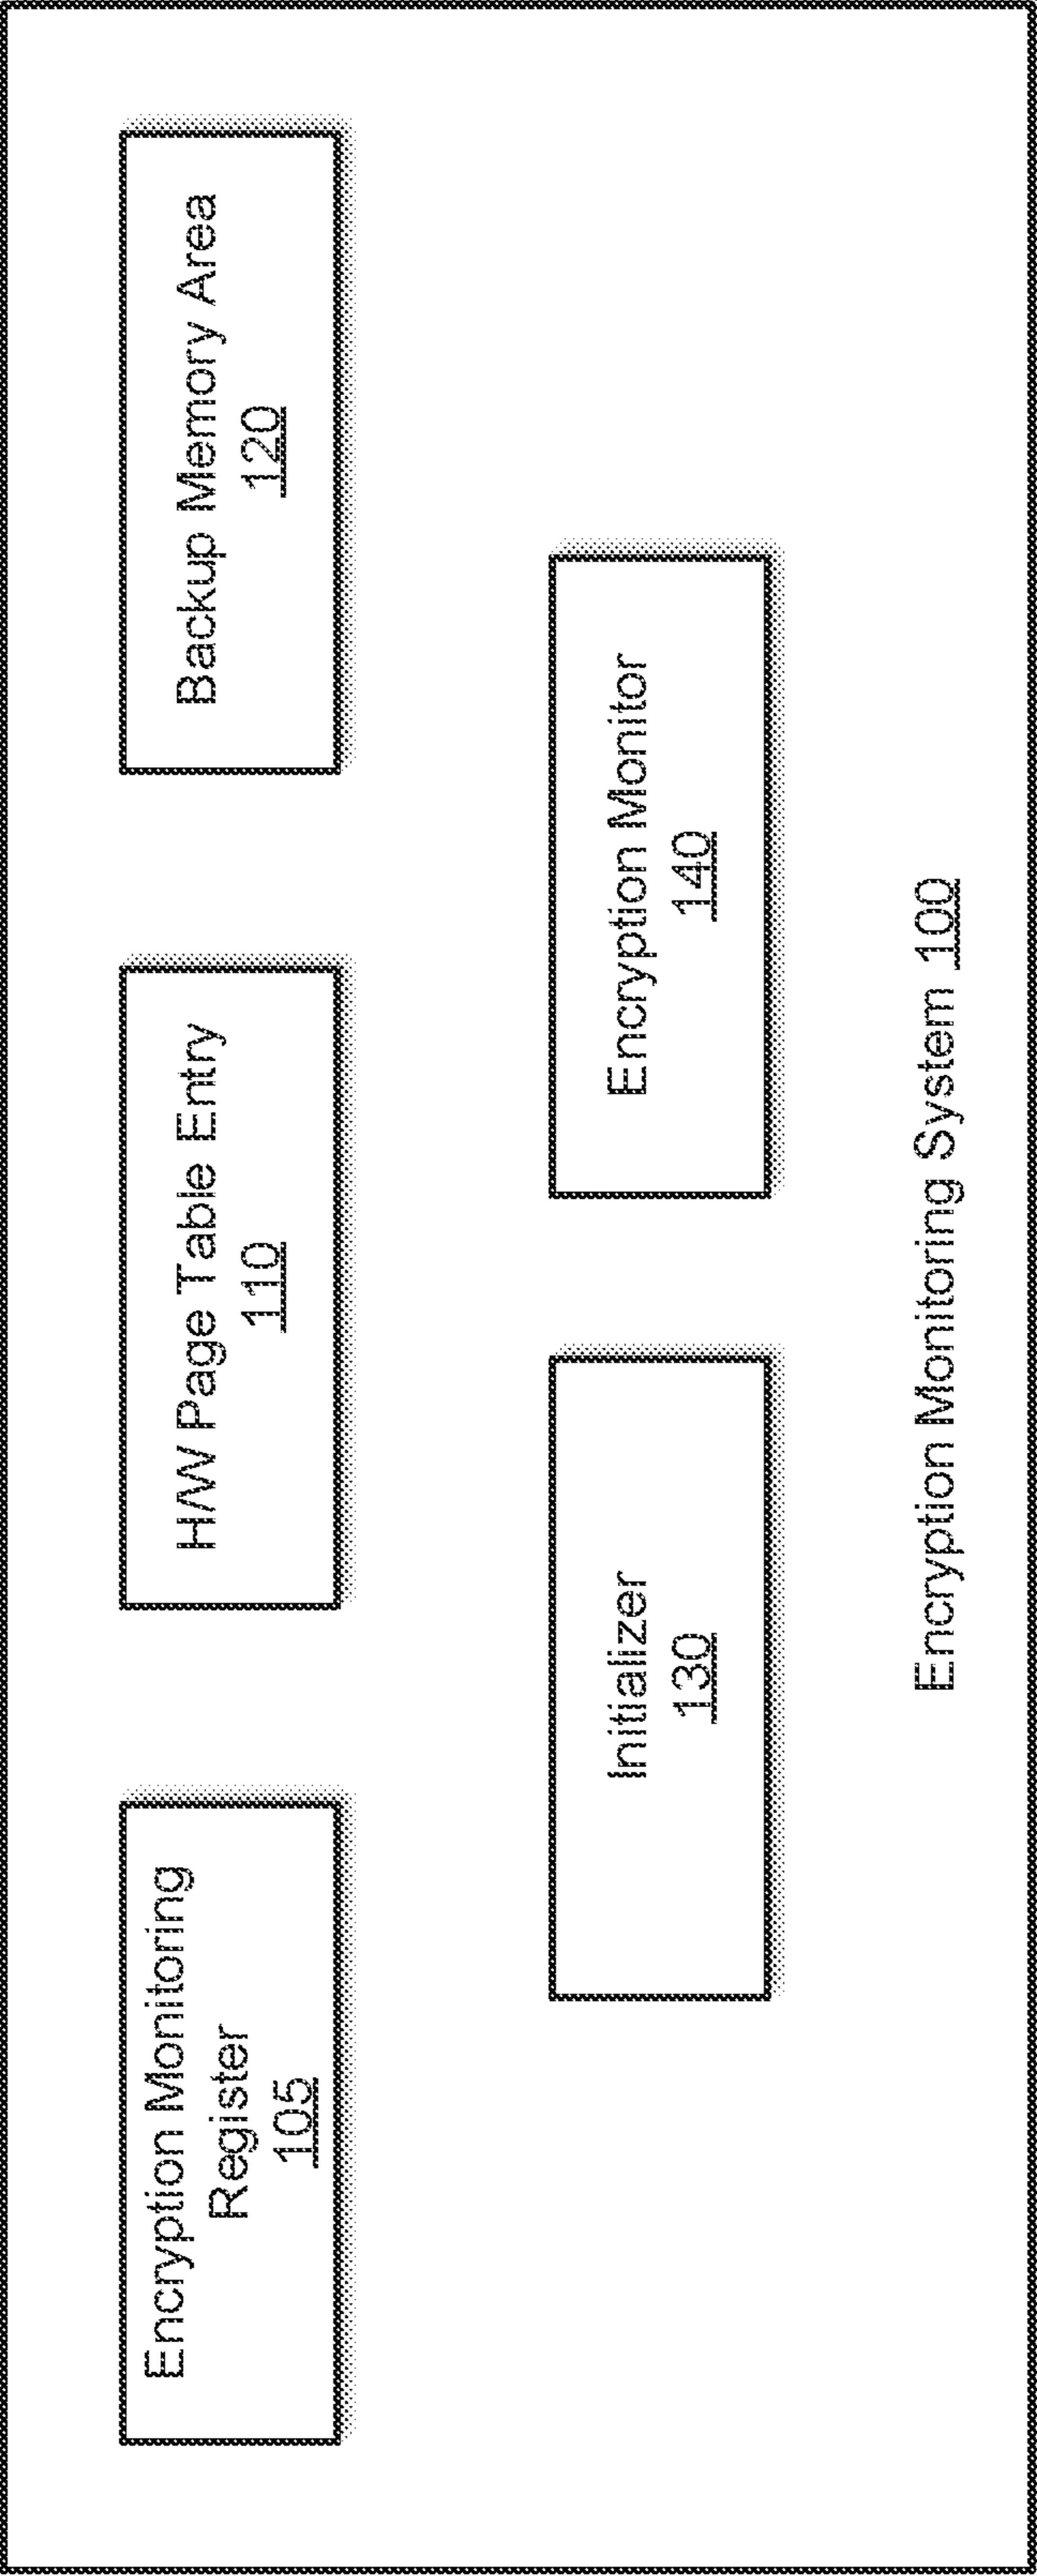 Encryption Monitoring
Register
105
H/W Page Table Entry
110
Backup Memory Area
120
Initializer
130
Encryption Monitor
140
Encryption Monitoring System 100